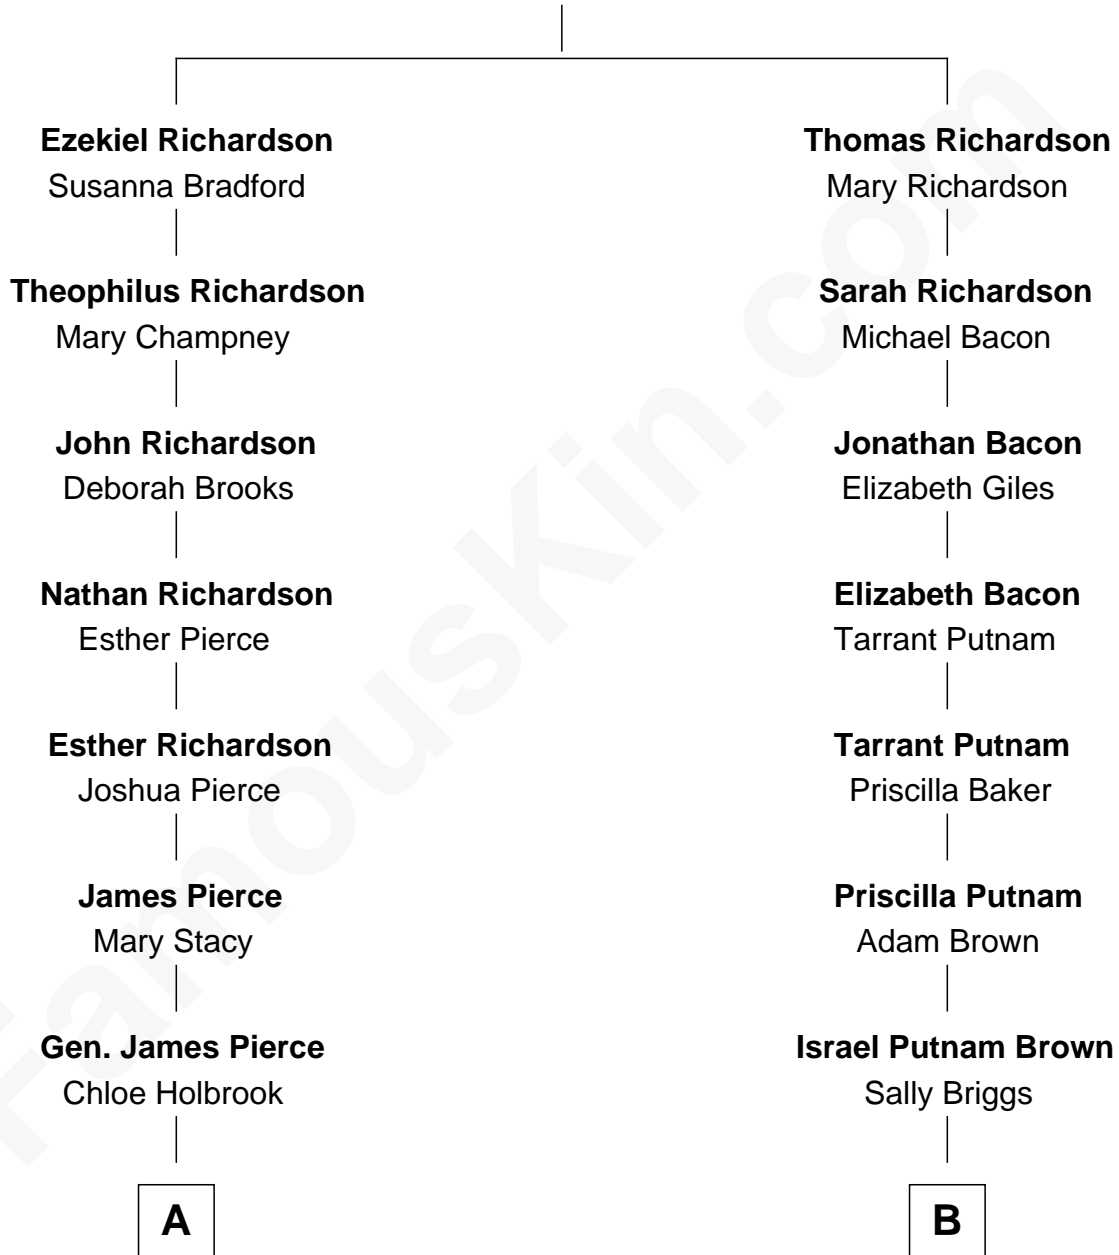 Ezekiel Richardson
Susanna Bradford
Thomas Richardson
Mary Richardson
Theophilus Richardson
Mary Champney
Sarah Richardson
Michael Bacon
John Richardson
Deborah Brooks
Jonathan Bacon
Elizabeth Giles
Nathan Richardson
Esther Pierce
Elizabeth Bacon
Tarrant Putnam
Esther Richardson
Joshua Pierce
Tarrant Putnam
Priscilla Baker
James Pierce
Mary Stacy
Priscilla Putnam
Adam Brown
Gen. James Pierce
Chloe Holbrook
Israel Putnam Brown
Sally Briggs
A
B
FamousKin.com